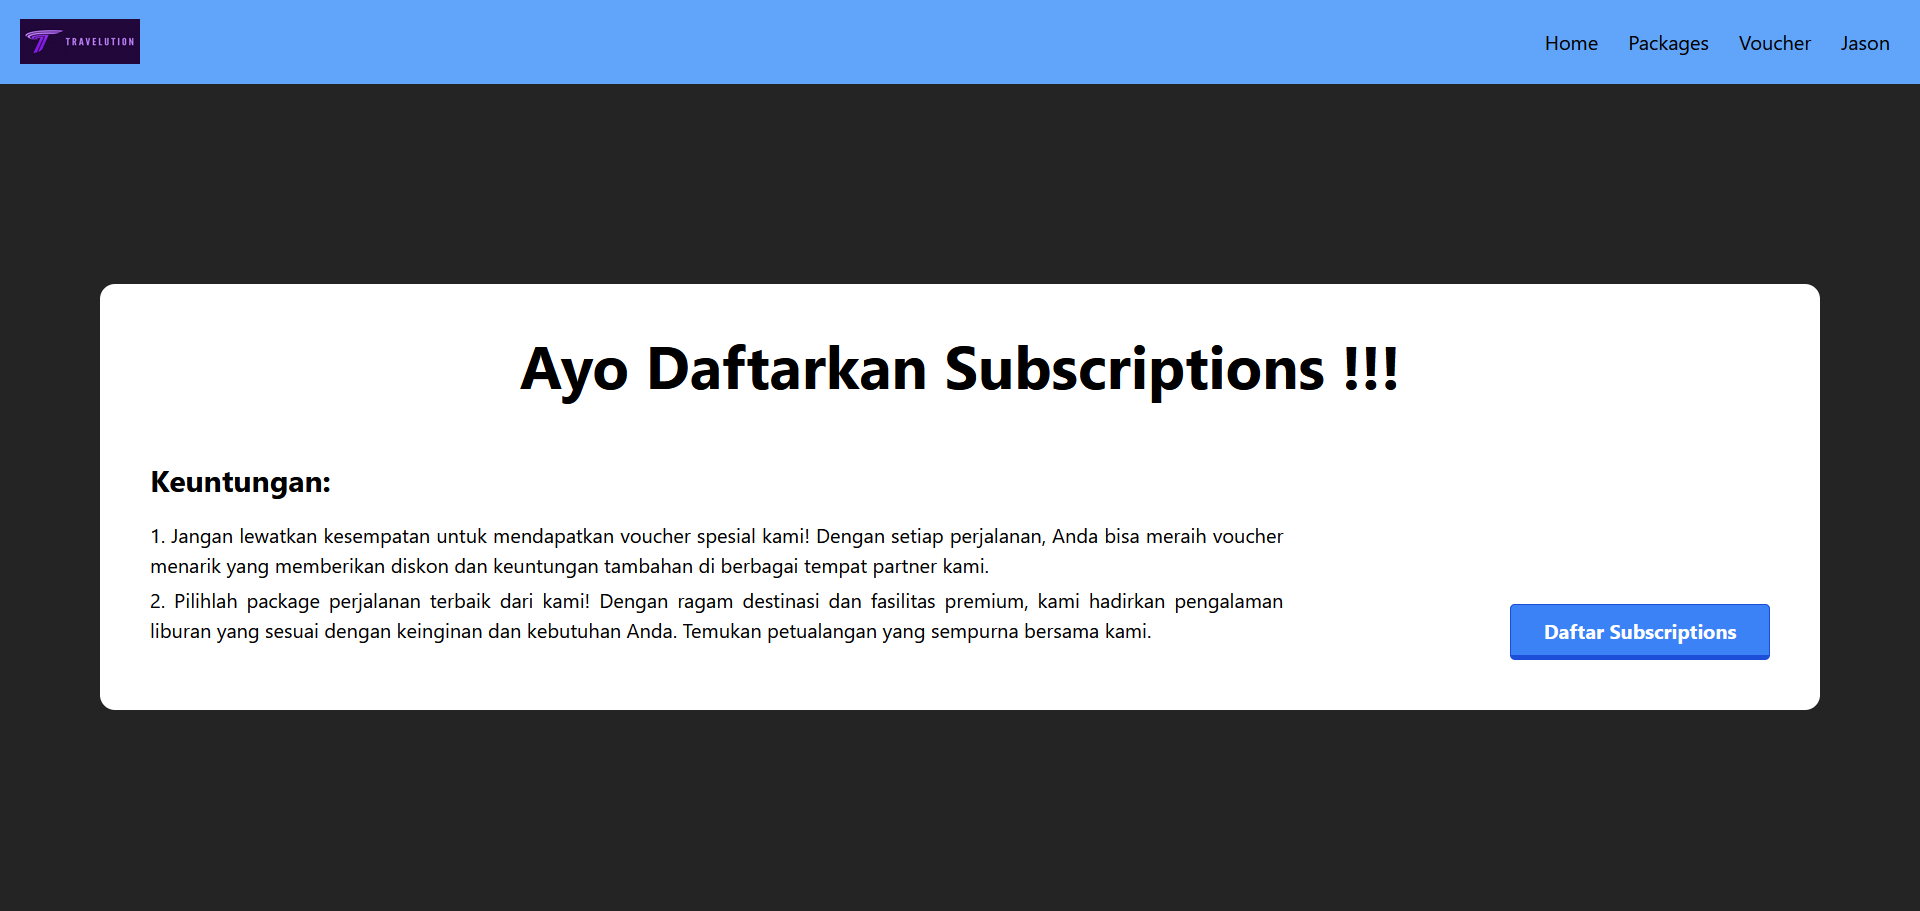 TRAVELUTION
Home Packages Voucher Jason
Ayo Daftarkan Subscriptions !!!
Keuntungan:
1. Jangan lewatkan kesempatan untuk mendapatkan voucher spesial kami! Dengan setiap perjalanan, Anda bisa meraih voucher
menarik yang memberikan diskon dan keuntungan tambahan di berbagai tempat partner kami.
2. Pilihlah package perjalanan terbaik dari kami! Dengan ragam destinasi dan fasilitas premium, kami hadirkan pengalaman
liburan yang sesuai dengan keinginan dan kebutuhan Anda. Temukan petualangan yang sempurna bersama kami.
Daftar Subscriptions